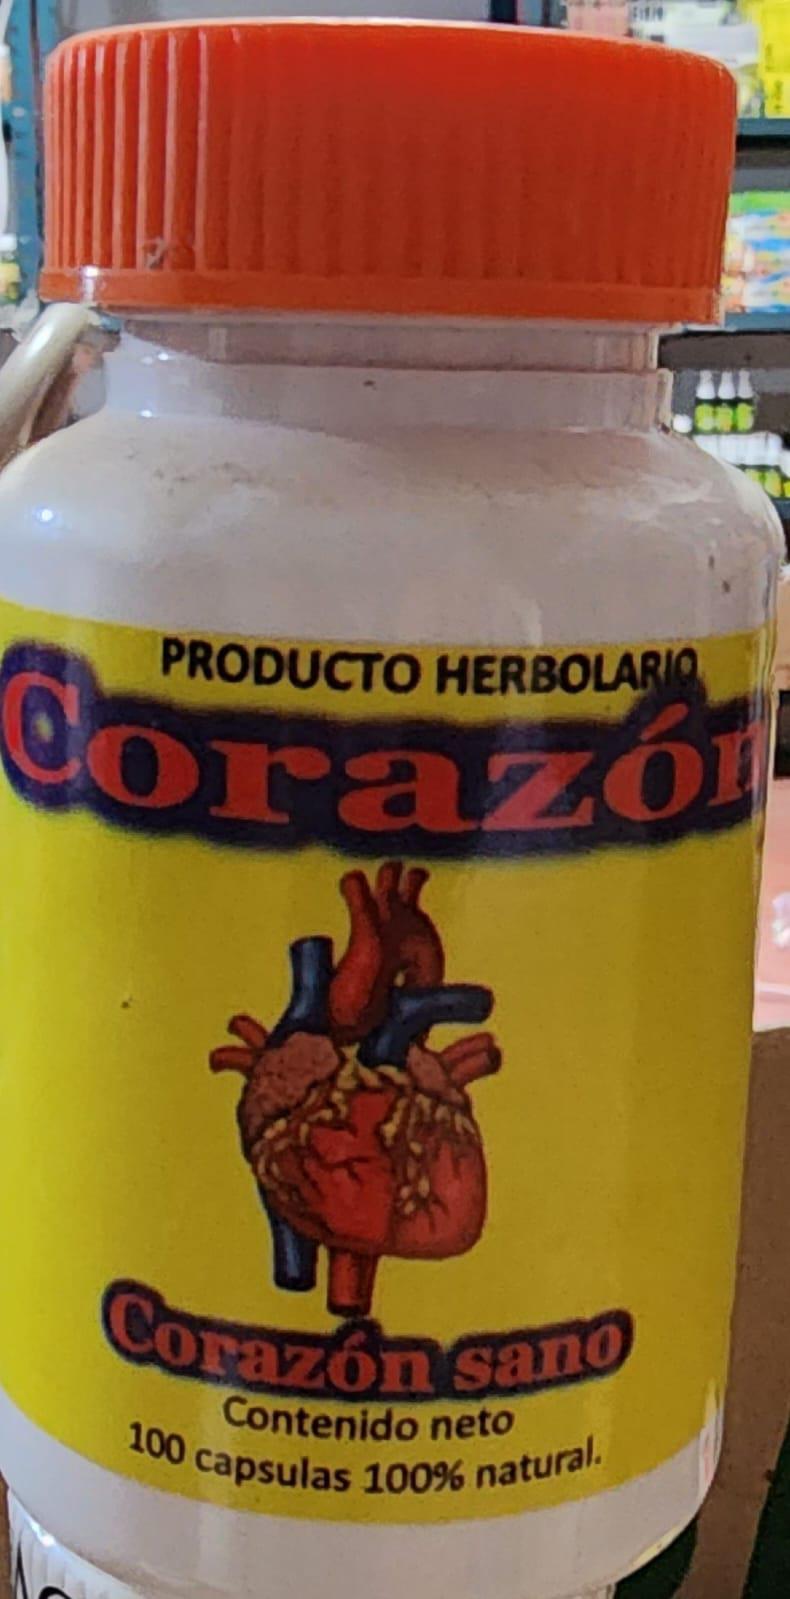 PRODUCTO HERBOLARIO
Corazón
Corazón sano
Contenido neto
100 capsulas 100% natural.